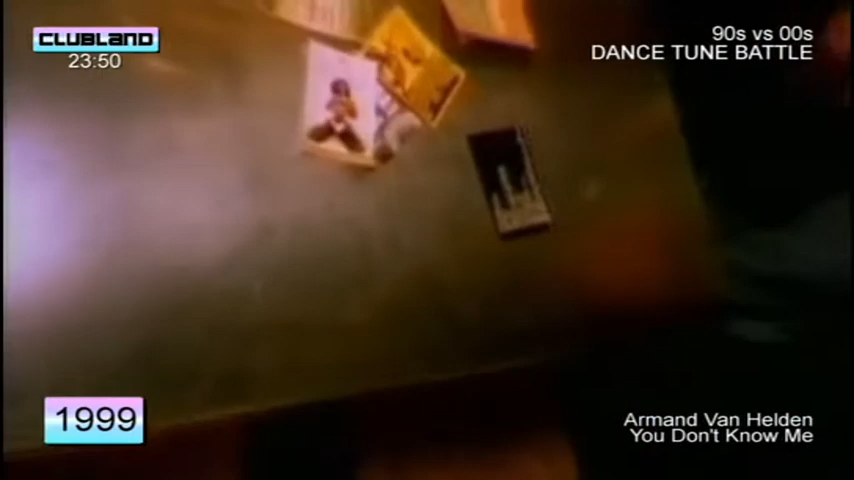 CLUBLAND
23:50
90s vs 00s
DANCE TUNE BATTLE
1999
Armand Van Helden
You Don't Know Me